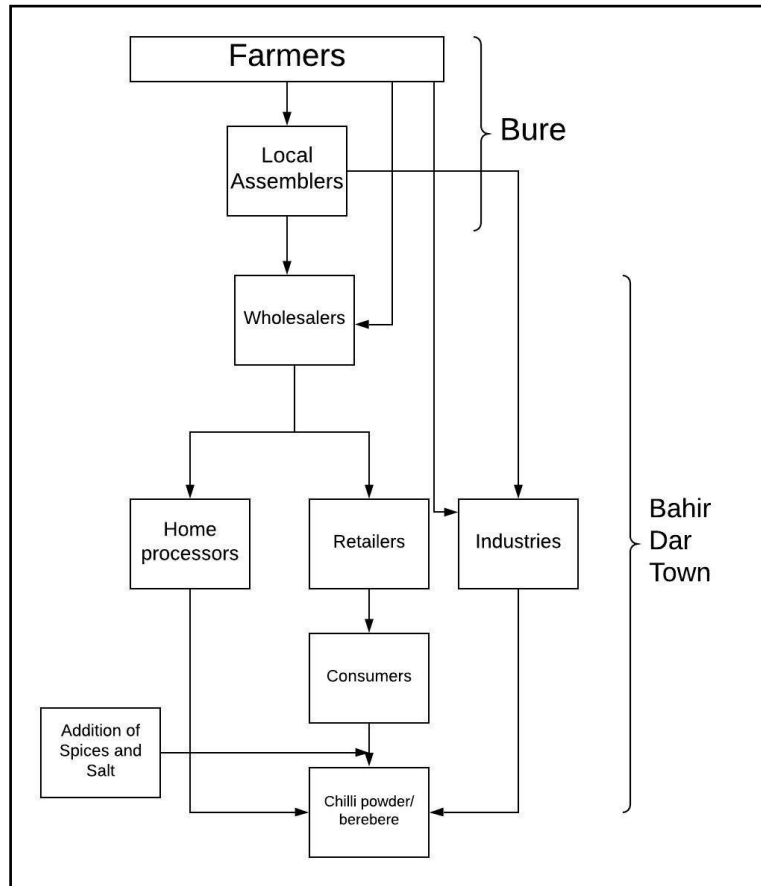 Farmers
Bure
Local
Assemblers
Wholesalers
Home
processors
Retailers
Industries
Bahir
Dar
Town
Consumers
Addition of
Spices and
Salt
Chilli powder/
berebere